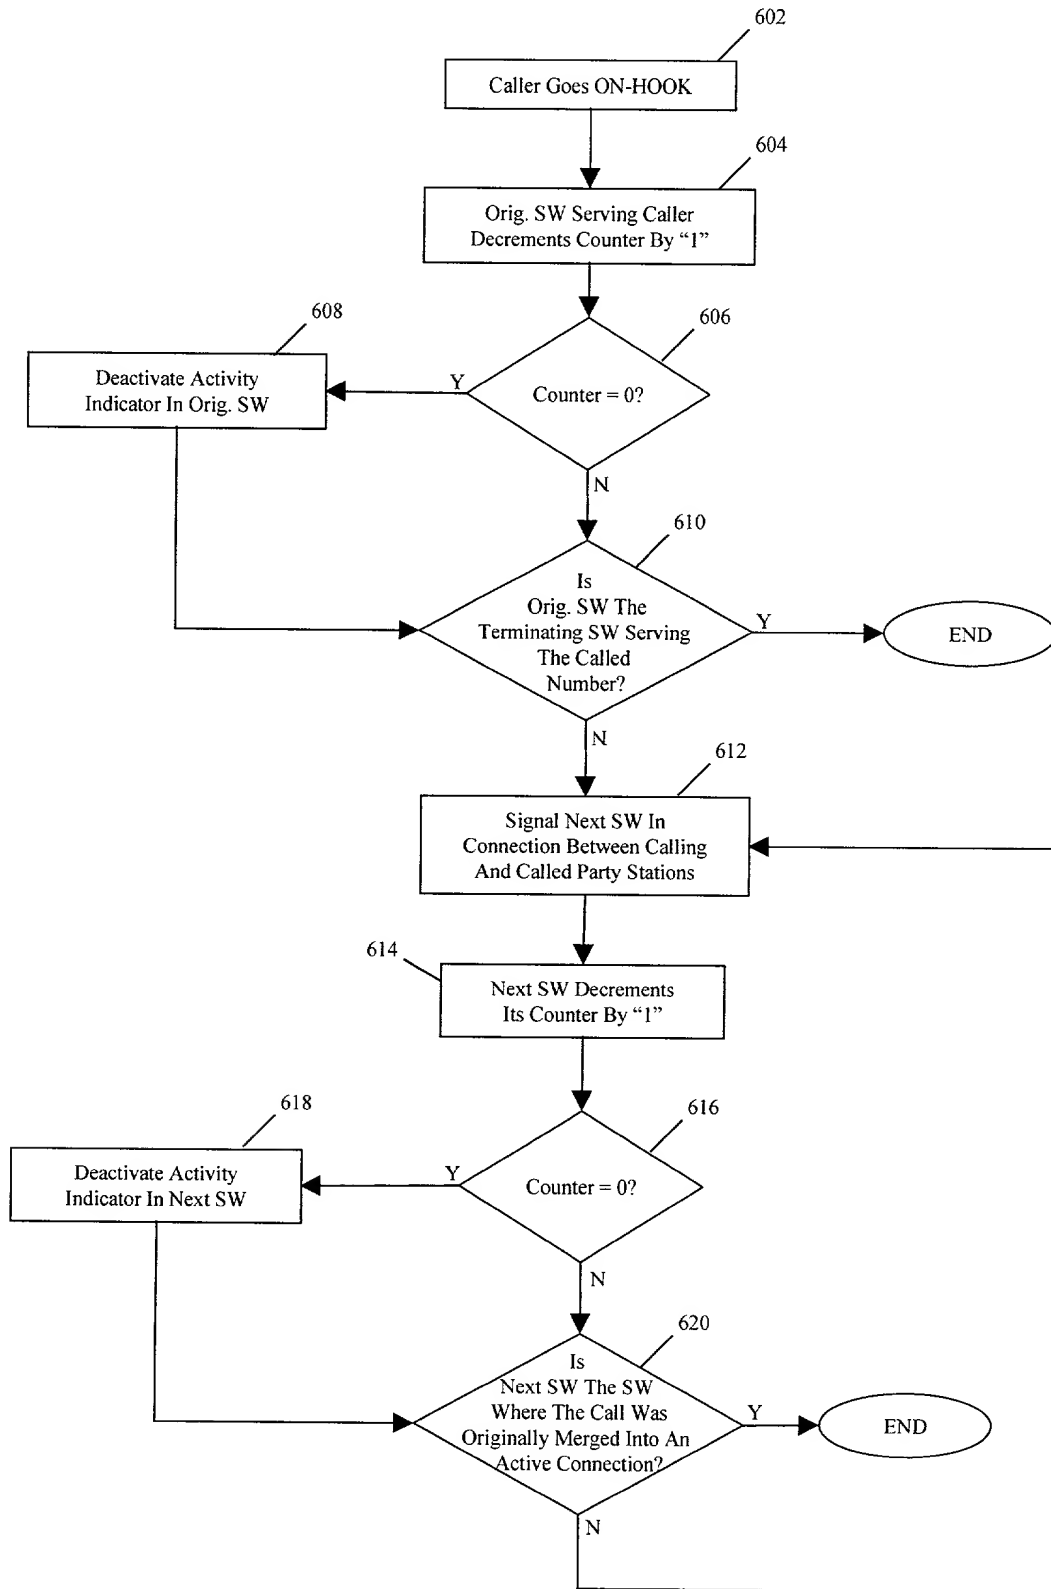 602
Caller Goes ON-HOOK
604
Orig. SW Serving Caller
Decrements Counter By “1”
606
Counter = 0?
Y
N
608
Deactivate Activity
Indicator In Orig. SW
610
Is
Orig. SW The
Terminating SW Serving
The Called
Number?
Y
END
N
612
Signal Next SW In
Connection Between Calling
And Called Party Stations
614
Next SW Decrements
Its Counter By “1”
616
Counter = 0?
Y
N
618
Deactivate Activity
Indicator In Next SW
620
Is
Next SW The SW
Where The Call Was
Originally Merged Into An
Active Connection?
Y
END
N